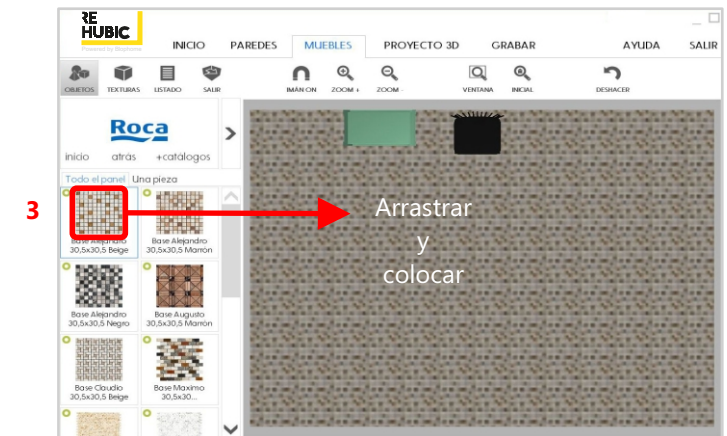 RE
HUBIC
Powered by Blophome
INICIO PAREDES MUEBLES PROYECTO 3D GRABAR AYUDA SALIR
OBJETOS TEXTURAS LISTADO SALIR IMÁN ON ZOOM + ZOOM - VENTANA INICIAL DESHACER
Roca
inicio atrás +catálogos
Todo el panel Una pieza
3
Arrastrar
y
colocar
Base Alejandro
30,5x30,5 Beige
Base Alejandro
30,5x30,5 Marrón
Base Alejandro
30,5x30,5 Negro
Base Augusto
30,5x30,5 Marrón
Base Claudio
30,5x30,5 Beige
Base Maximo
30,5x30...